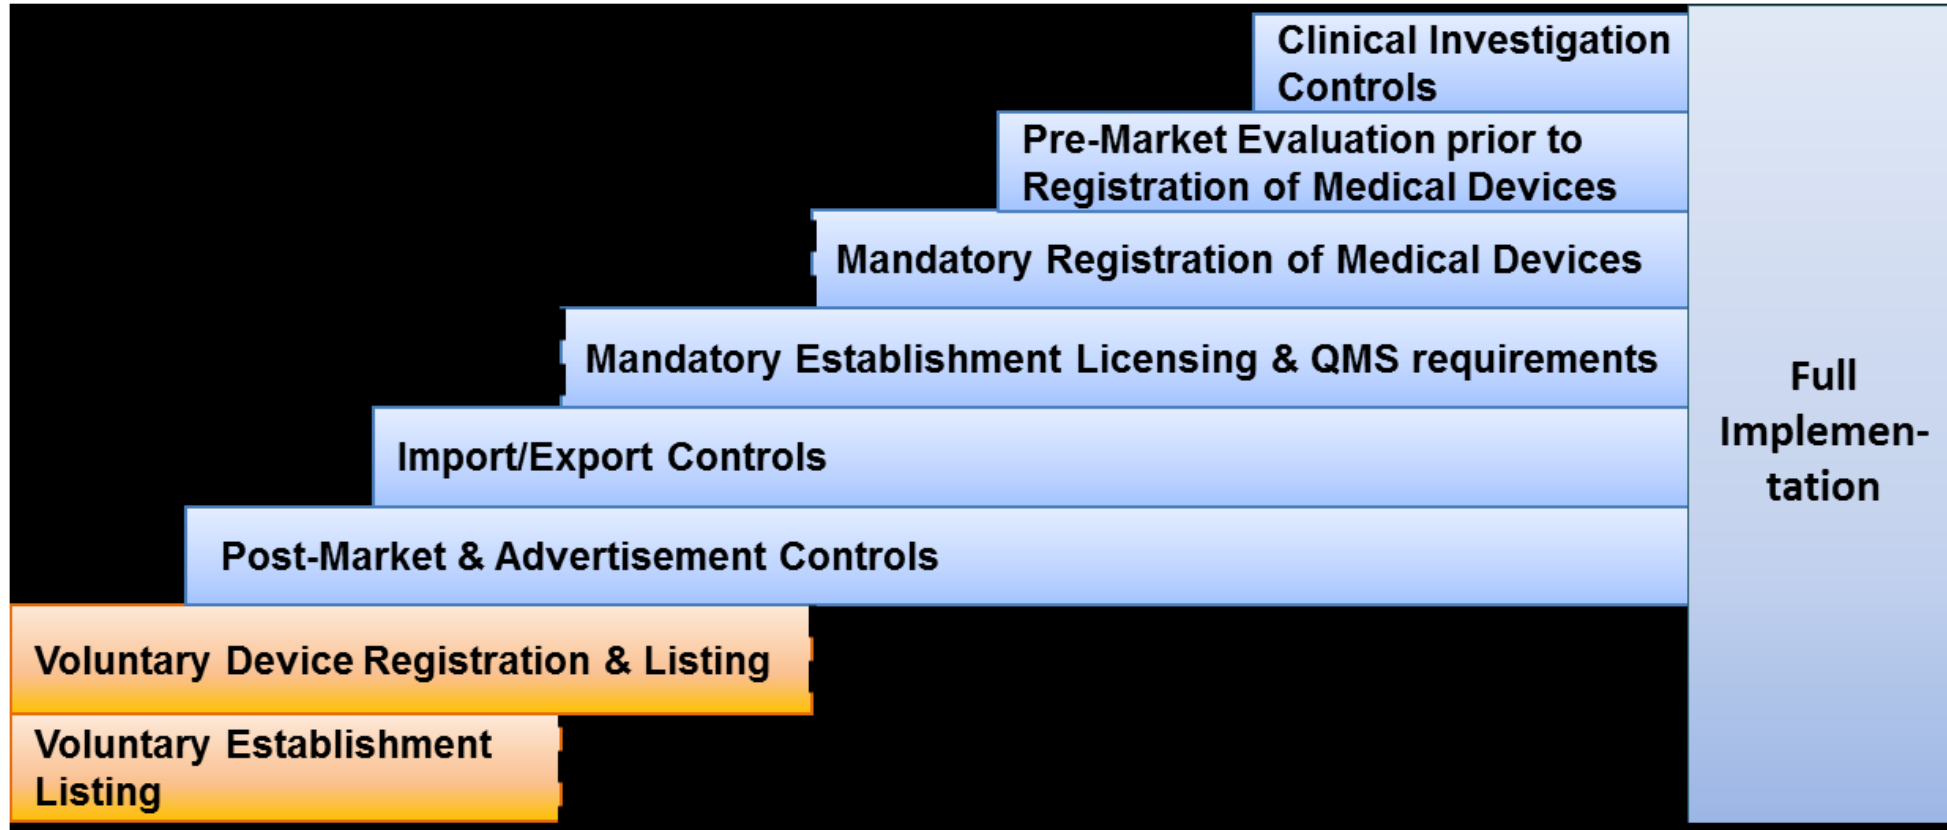 Clinical Investigation
Controls
Pre-Market Evaluation prior to
Registration of Medical Devices
Mandatory Registration of Medical Devices
Mandatory Establishment Licensing & QMS requirements
Import/Export Controls
Post-Market & Advertisement Controls
Voluntary Device Registration & Listing
Voluntary Establishment
Listing
Full
Implemen-
tation